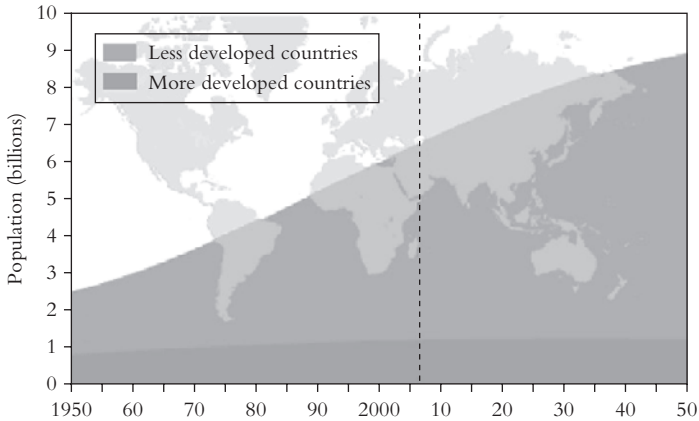 10
9
8
7
6
5
4
3
2
1
0
Population (billions)
Less developed countries
More developed countries
1950 60 70 80 90 2000 10 20 30 40 50